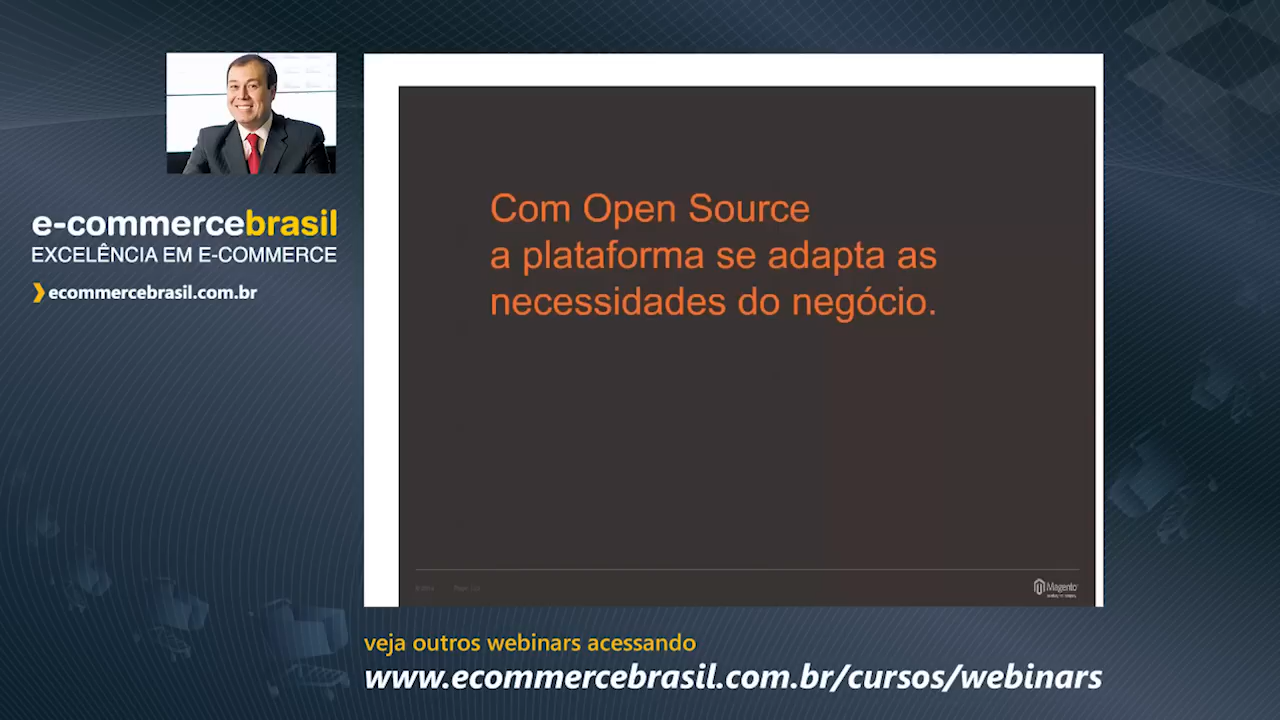 e-commercebrasil
EXCELÊNCIA EM E-COMMERCE
ecommercebrasil.com.br
Com Open Source
a plataforma se adapta as
necessidades do negócio.
Magento
veja outros webinars acessando
www.ecommercebrasil.com.br/cursos/webinars